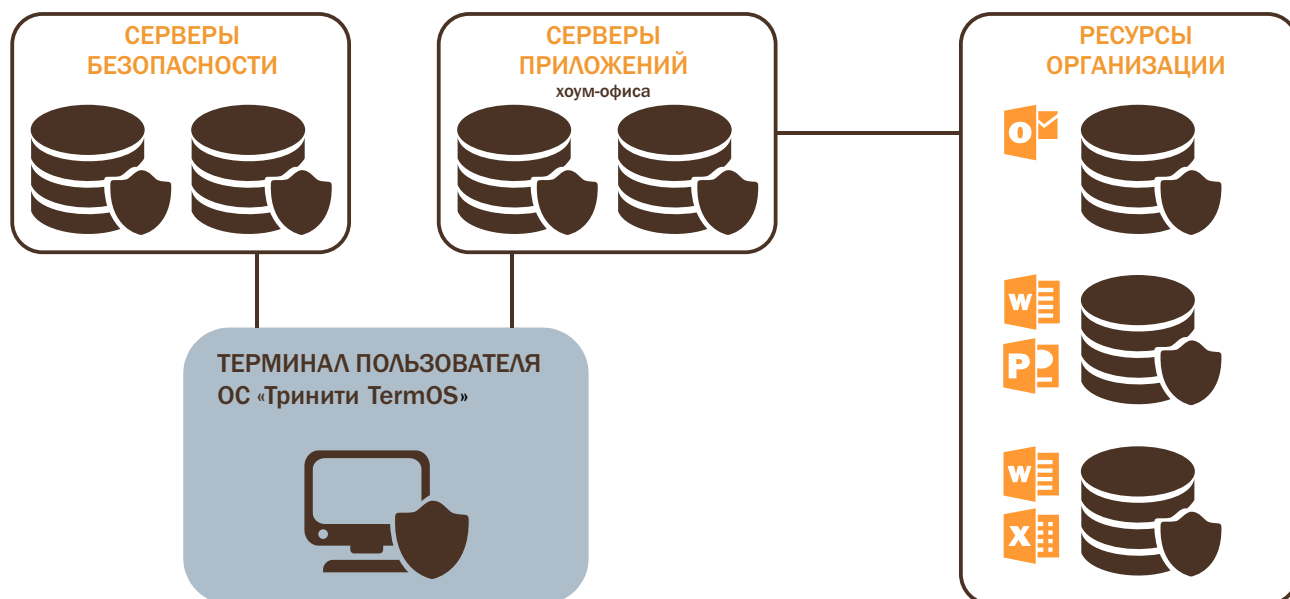 СЕРВЕРЫ
БЕЗОПАСНОСТИ
СЕРВЕРЫ
ПРИЛОЖЕНИЙ
хоум-офиса
РЕСУРСЫ
ОРГАНИЗАЦИИ
O
W
P
W
X
ТЕРМИНАЛ ПОЛЬЗОВАТЕЛЯ
ОС «Тринити TermOS»